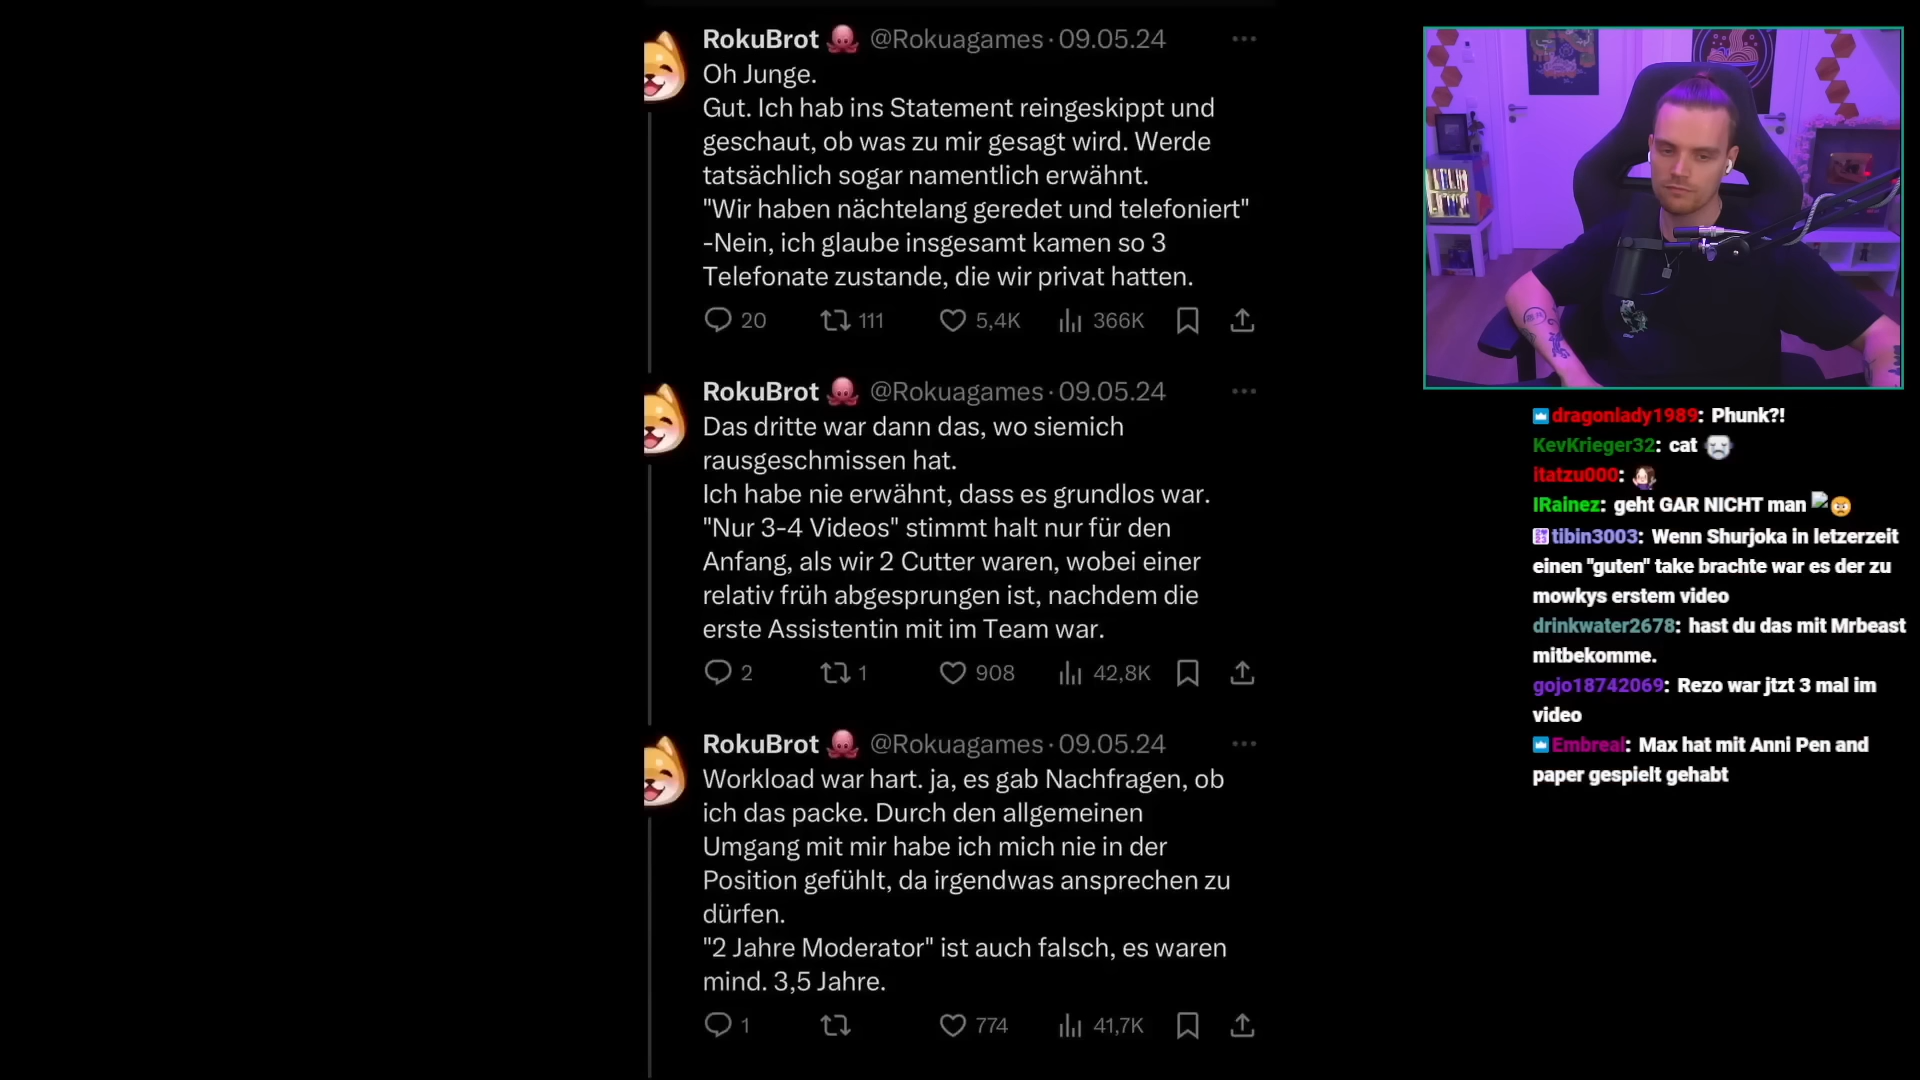 RokuBrot @Rokuagames · 09.05.24
Oh Junge.
Gut. Ich hab ins Statement reingeskippt und
geschaut, ob was zu mir gesagt wird. Werde
tatsächlich sogar namentlich erwähnt.
"Wir haben nächtelang geredet und telefoniert"
-Nein, ich glaube insgesamt kamen so 3
Telefonate zustande, die wir privat hatten.
20 111 5,4K 366K
RokuBrot @Rokuagames · 09.05.24
Das dritte war dann das, wo siemich
rausgeschmissen hat.
Ich habe nie erwähnt, dass es grundlos war.
"Nur 3-4 Videos" stimmt halt nur für den
Anfang, als wir 2 Cutter waren, wobei einer
relativ früh abgesprungen ist, nachdem die
erste Assistentin mit im Team war.
2 1 908 42,8K
RokuBrot @Rokuagames · 09.05.24
Workload war hart. ja, es gab Nachfragen, ob
ich das packe. Durch den allgemeinen
Umgang mit mir habe ich mich nie in der
Position gefühlt, da irgendwas ansprechen zu
dürfen.
"2 Jahre Moderator" ist auch falsch, es waren
mind. 3,5 Jahre.
1 774 41,7K
dragonlady1989: Phunk?!
KevKrieger32: cat
itatzu000:
IRainez: geht GAR NICHT man
tibin3003: Wenn Shurjoka in letzerzeit
einen "guten" take brachte war es der zu
mowkys erstem video
drinkwater2678: hast du das mit Mrbeast
mitbekomme.
gojo18742069: Rezo war jtzt 3 mal im
video
Embreal: Max hat mit Anni Pen and
paper gespielt gehabt